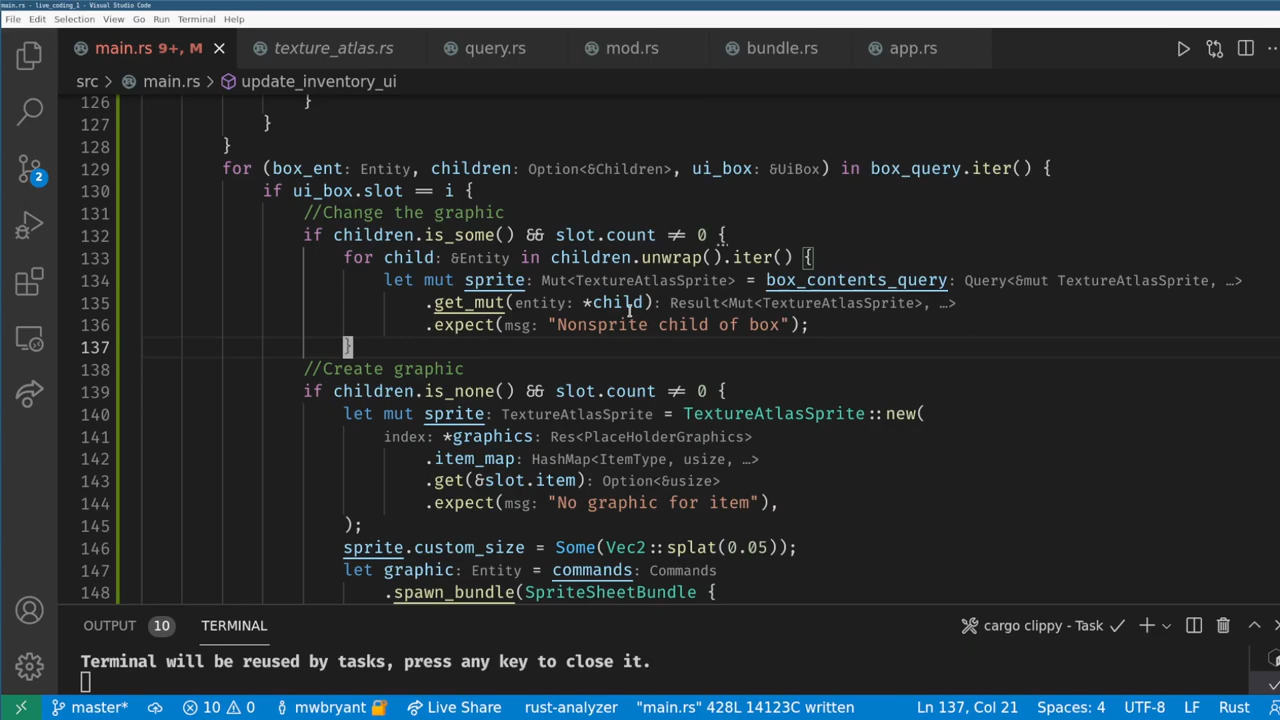 main.rs - live_coding_1 - Visual Studio Code
File Edit Selection View Go Run Terminal Help
main.rs 9+, M texture_atlas.rs query.rs mod.rs bundle.rs app.rs
src > main.rs > update_inventory_ui
126 }
127 }
128 }
129 for (box_ent: Entity, children: Option<&Children>, ui_box: &UiBox) in box_query.iter() {
130 if ui_box.slot == i {
131 //Change the graphic
132 if children.is_some() && slot.count != 0 {
133 for child: &Entity in children.unwrap().iter() {
134 let mut sprite: Mut<TextureAtlasSprite> = box_contents_query: Query<&mut TextureAtlasSprite, …>
135 .get_mut(entity: *child): Result<Mut<TextureAtlasSprite>, …>
136 .expect(msg: "Nonsprite child of box");
137 }
138 //Create graphic
139 if children.is_none() && slot.count != 0 {
140 let mut sprite: TextureAtlasSprite = TextureAtlasSprite::new(
141 index: *graphics: Res<PlaceHolderGraphics>
142 .item_map: HashMap<ItemType, usize, …>
143 .get(&slot.item): Option<&usize>
144 .expect(msg: "No graphic for item"),
145 );
146 sprite.custom_size = Some(Vec2::splat(0.05));
147 let graphic: Entity = commands: Commands
148 .spawn_bundle(SpriteSheetBundle {
2
OUTPUT 10 TERMINAL cargo clippy - Task
Terminal will be reused by tasks, press any key to close it.
master* 10 0 mwbryant Live Share rust-analyzer "main.rs" 428L 14123C written Ln 137, Col 21 Spaces: 4 UTF-8 LF Rust